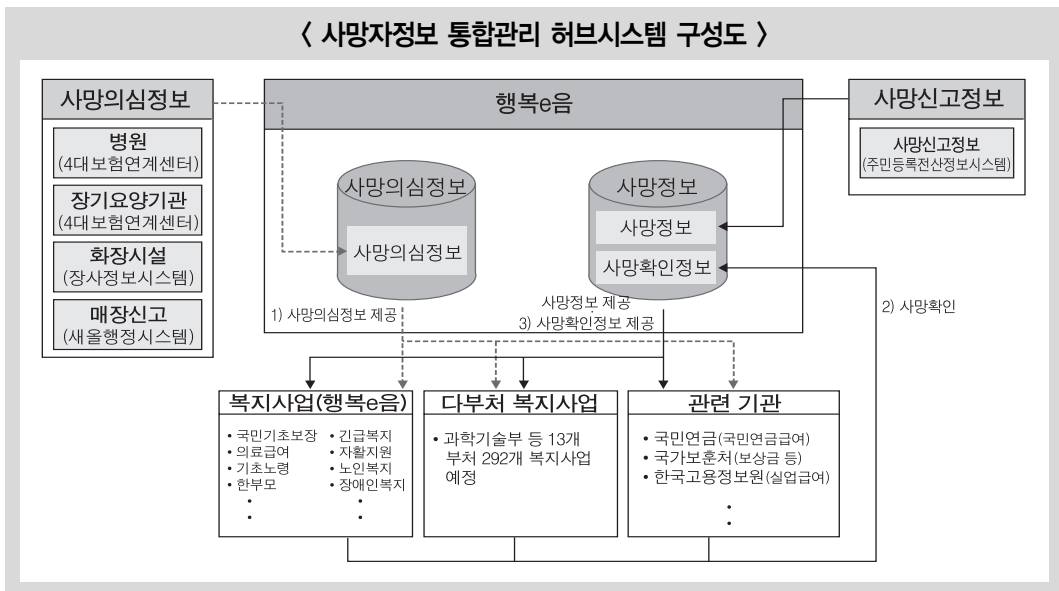 〈 사망자정보 통합관리 허브시스템 구성도 〉
사망의심정보
병원
(4대보험연계센터)
장기요양기관
(4대보험연계센터)
화장시설
(장사정보시스템)
매장신고
(새올행정시스템)
행복e음
사망의심정보
사망의심정보
사망정보
사망정보
사망확인정보
사망신고정보
사망신고정보
(주민등록전산정보시스템)
1) 사망의심정보 제공
사망정보 제공
3) 사망확인정보 제공
2) 사망확인
복지사업(행복e음)
• 국민기초보장
• 의료급여
• 기초노령
• 한부모
• 긴급복지
• 자활지원
• 노인복지
• 장애인복지
다부처 복지사업
• 과학기술부 등 13개
부처 292개 복지사업
예정
관련 기관
• 국민연금(국민연금급여)
• 국가보훈처(보상금 등)
• 한국고용정보원(실업급여)